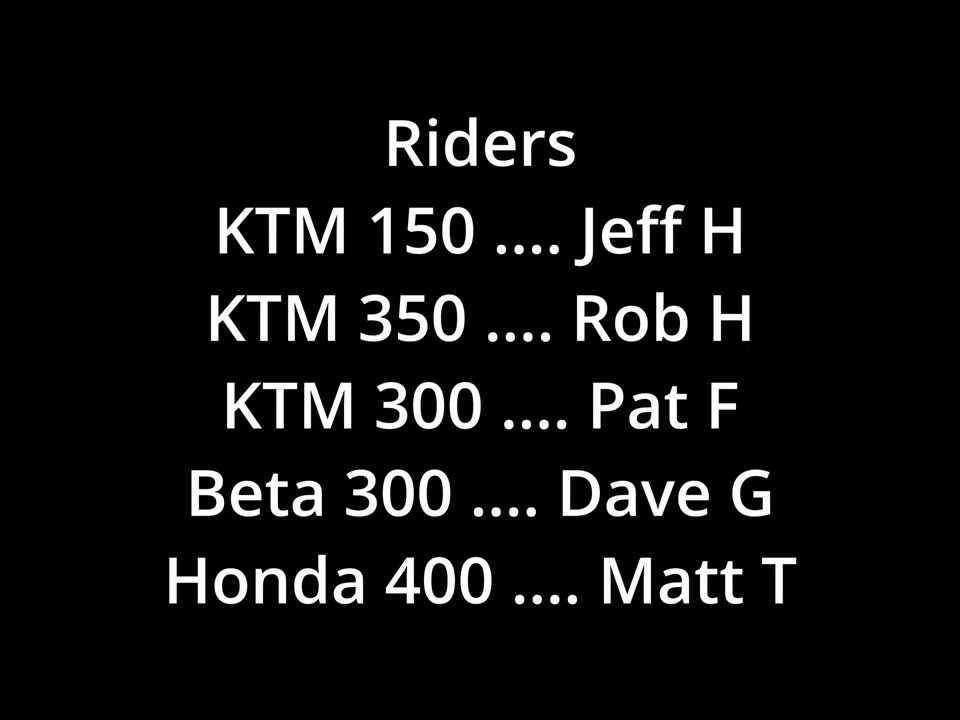 Riders
KTM 150 .... Jeff H
KTM 350 .... Rob H
KTM 300 .... Pat F
Beta 300 .... Dave G
Honda 400 .... Matt T